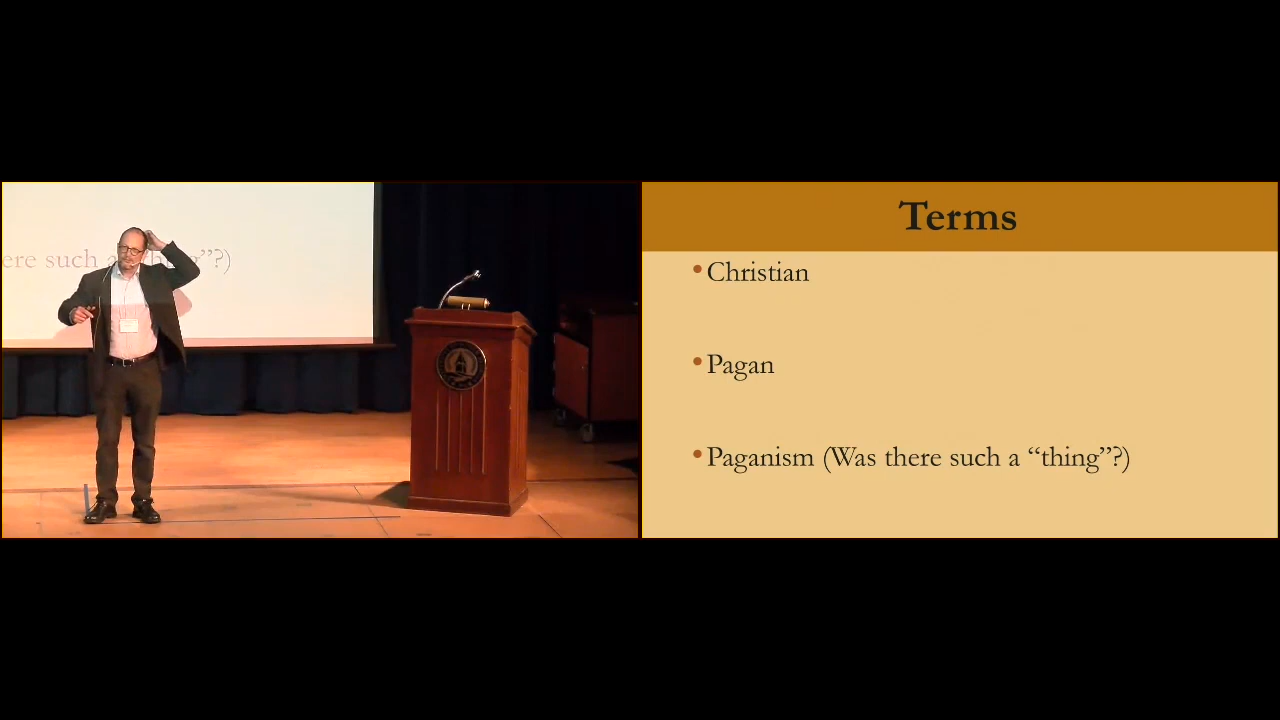 ere such a "thing"?)
Terms
• Christian
• Pagan
• Paganism (Was there such a “thing”?)